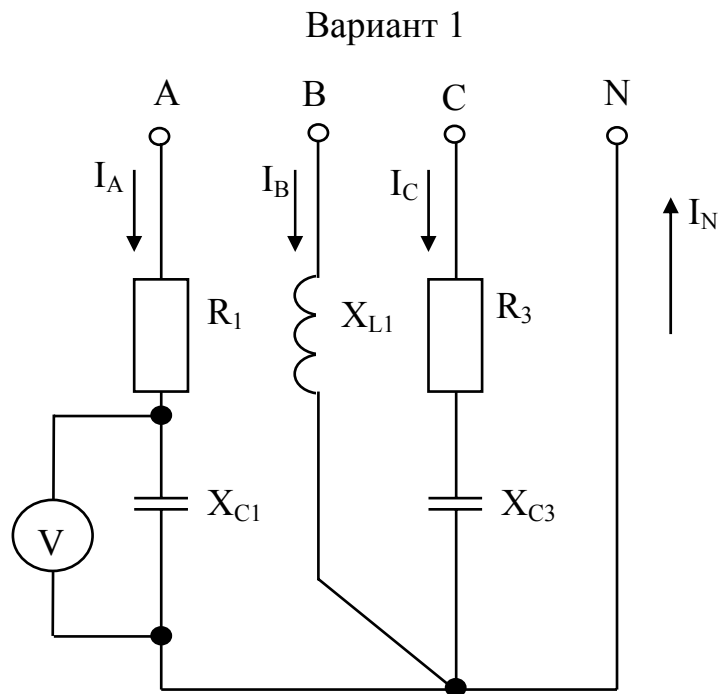 Вариант 1
A B C N
I_A I_B I_C I_N
R_1 X_L1 R_3
V X_C1 X_C3